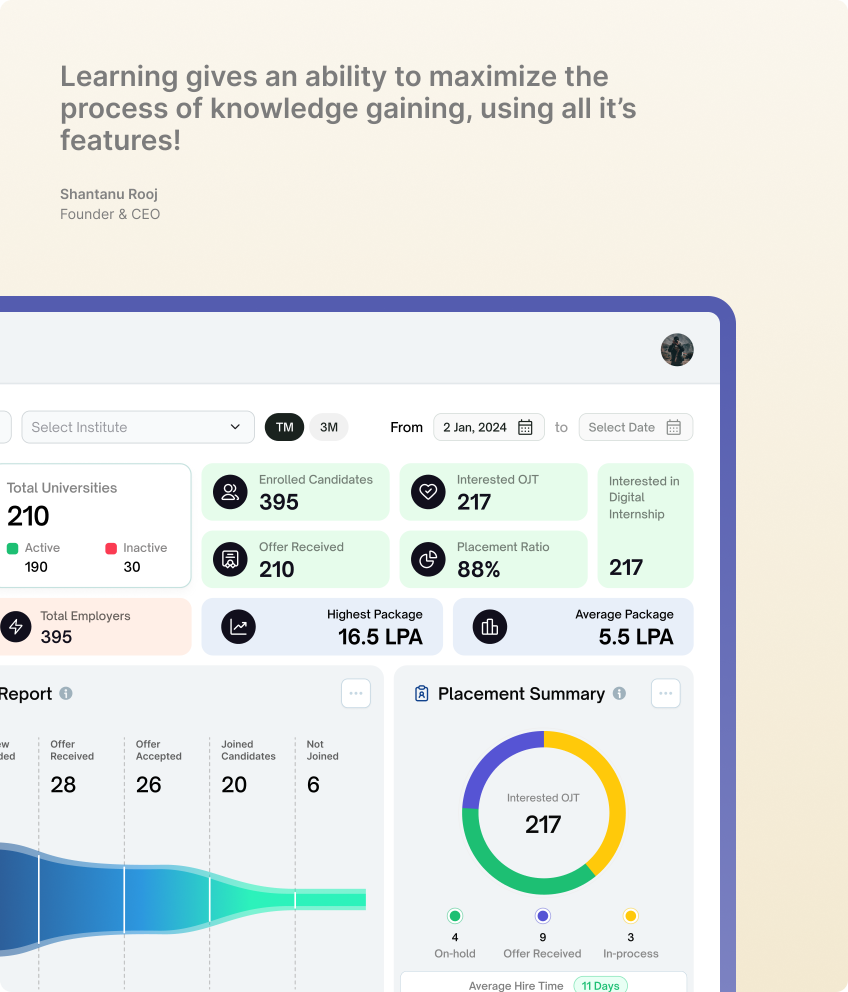 Learning gives an ability to maximize the
process of knowledge gaining, using all it’s
features!
Shantanu Rooj
Founder & CEO
Select Institute
TM
3M
From
2 Jan, 2024
to
Select Date
Total Universities
210
Active
190
Inactive
30
Enrolled Candidates
395
Interested OJT
217
Interested in
Digital
Internship
217
Offer Received
210
Placement Ratio
88%
Total Employers
395
Highest Package
16.5 LPA
Average Package
5.5 LPA
Report
Offer
Received
28
Offer
Accepted
26
Joined
Candidates
20
Not
Joined
6
Placement Summary
Interested OJT
217
4
On-hold
9
Offer Received
3
In-process
Average Hire Time
11 Days